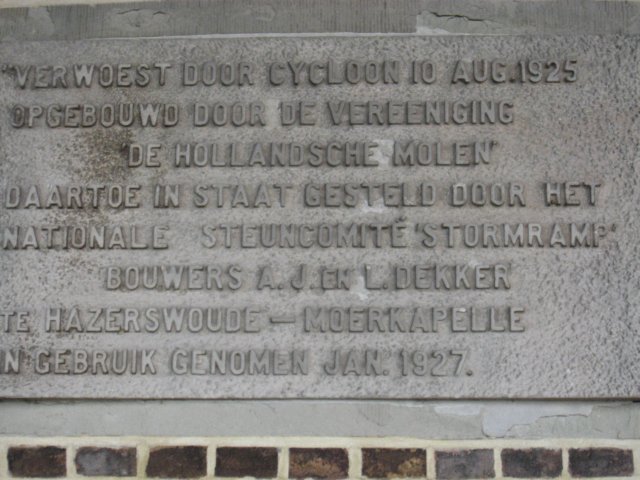 "VERWOEST DOOR CYCLOON 10 AUG. 1925
OPGEBOUWD DOOR DE VEREENIGING
'DE HOLLANDSCHE MOLEN'
DAARTOE IN STAAT GESTELD DOOR HET
NATIONALE STEUNCOMITÉ 'STORMRAMP'
'BOUWERS A. J. EN L. DEKKER'
TE HAZERSWOUDE — MOERKAPELLE
IN GEBRUIK GENOMEN JAN. 1927.